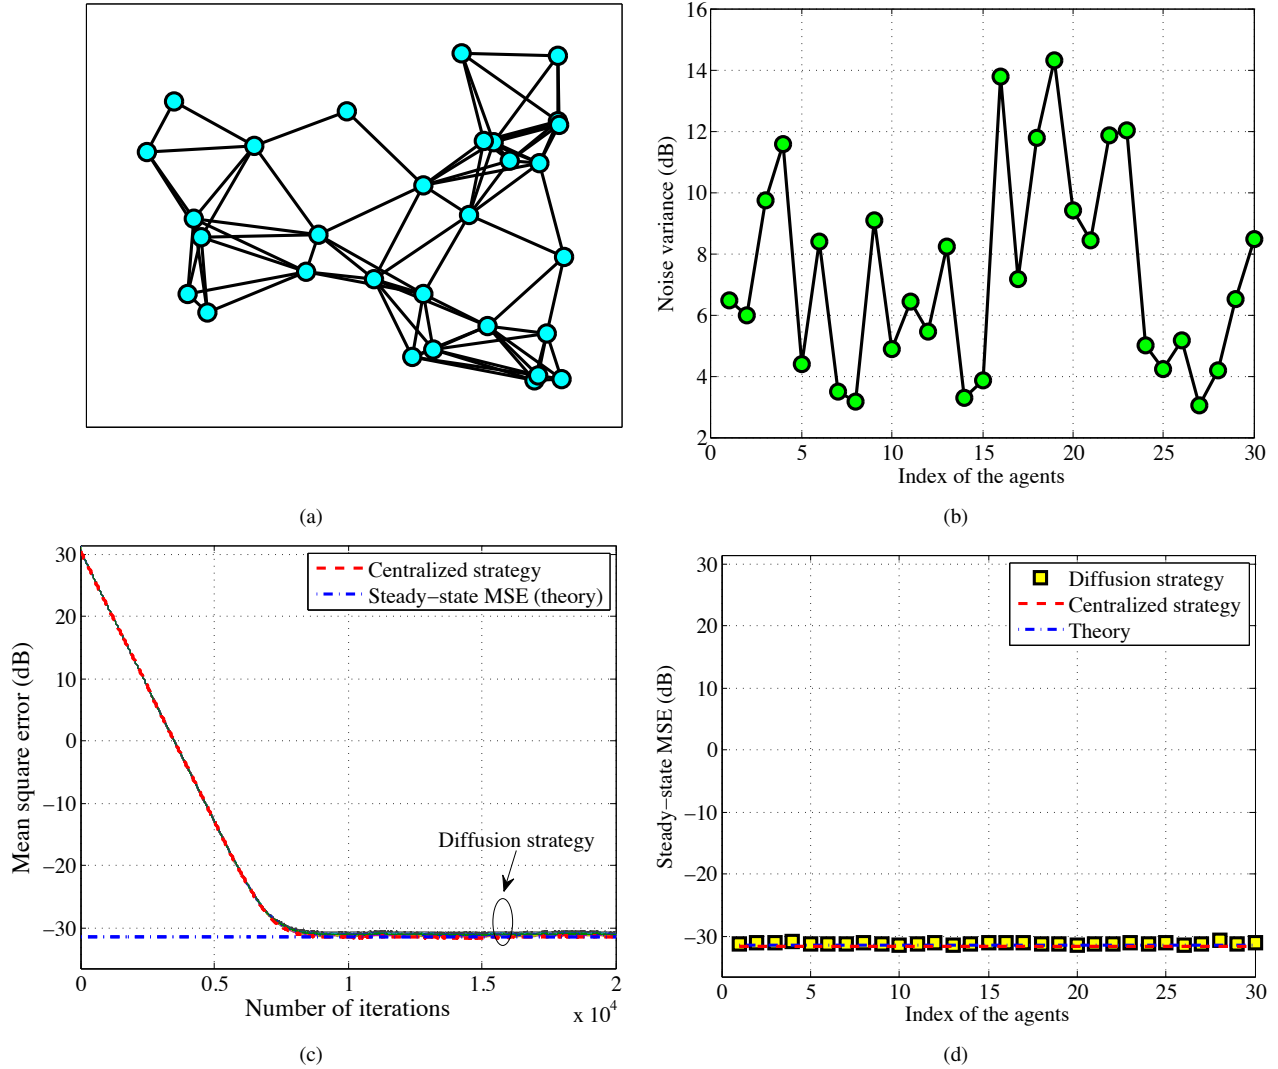 16
14
12
10
8
6
4
2
Noise variance (dB)
0 5 10 15 20 25 30
Index of the agents
(a)
(b)
30
20
10
0
−10
−20
−30
Mean square error (dB)
Centralized strategy
Steady−state MSE (theory)
Diffusion strategy
0 0.5 1 1.5 2
Number of iterations
x 10⁴
(c)
30
20
10
0
−10
−20
−30
Steady−state MSE (dB)
Diffusion strategy
Centralized strategy
Theory
0 5 10 15 20 25 30
Index of the agents
(d)